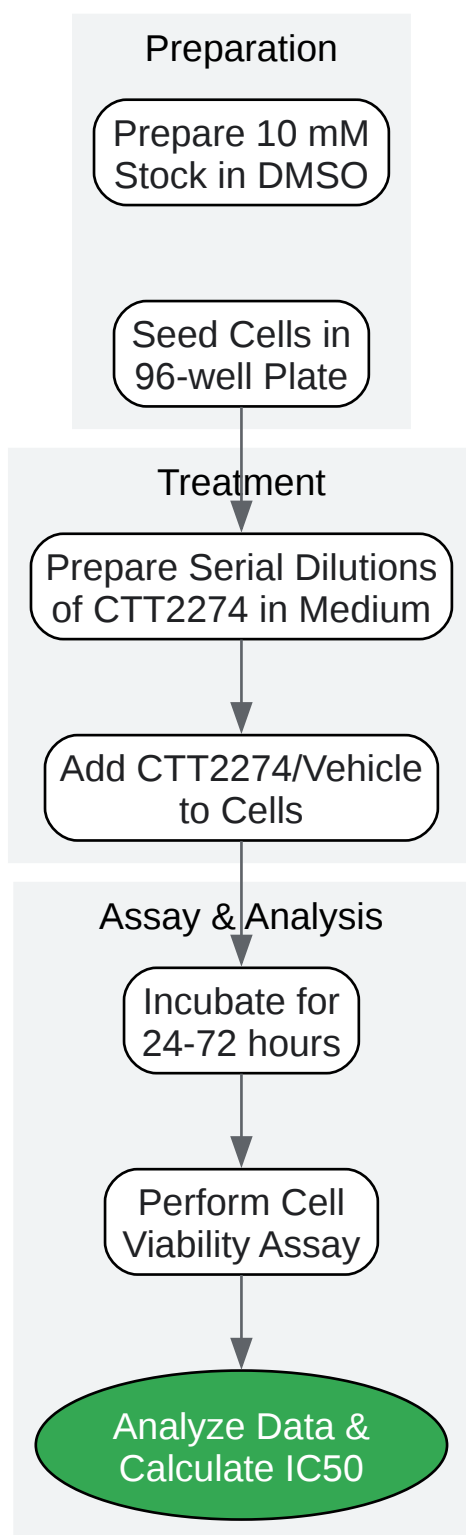 Preparation
Prepare 10 mM
Stock in DMSO
Seed Cells in
96-well Plate
Treatment
Prepare Serial Dilutions
of CTT2274 in Medium
Add CTT2274/Vehicle
to Cells
Assay & Analysis
Incubate for
24-72 hours
Perform Cell
Viability Assay
Analyze Data &
Calculate IC50